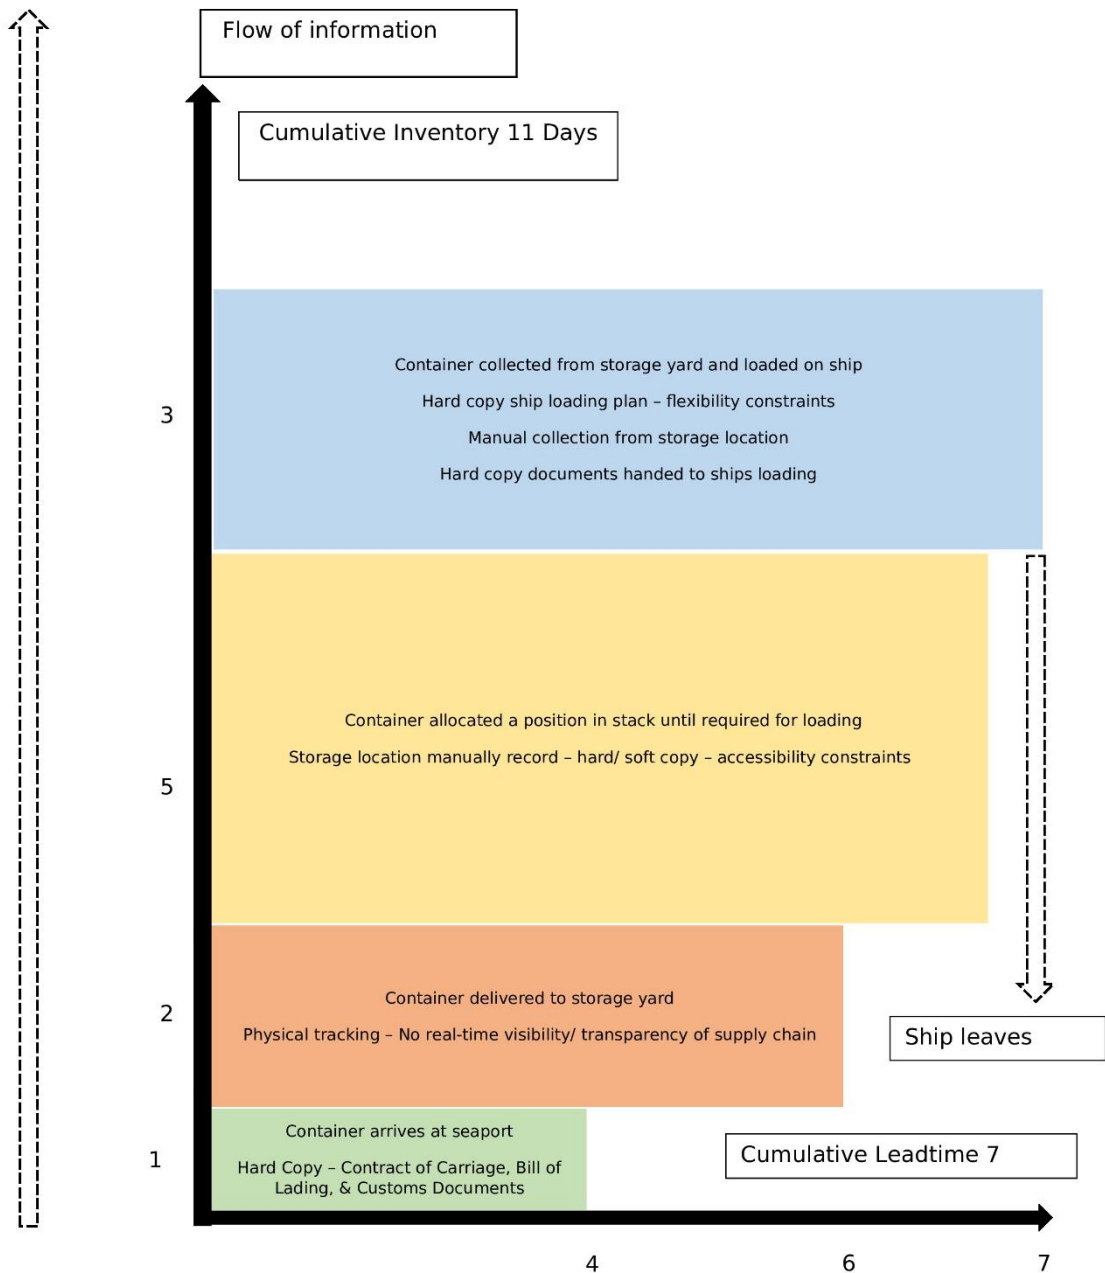 Flow of information
Cumulative Inventory 11 Days
3
Container collected from storage yard and loaded on ship
Hard copy ship loading plan – flexibility constraints
Manual collection from storage location
Hard copy documents handed to ships loading
5
Container allocated a position in stack until required for loading
Storage location manually record – hard/ soft copy – accessibility constraints
2
Container delivered to storage yard
Physical tracking – No real-time visibility/ transparency of supply chain
Ship leaves
1
Container arrives at seaport
Hard Copy – Contract of Carriage, Bill of
Lading, & Customs Documents
Cumulative Leadtime 7
4
6
7